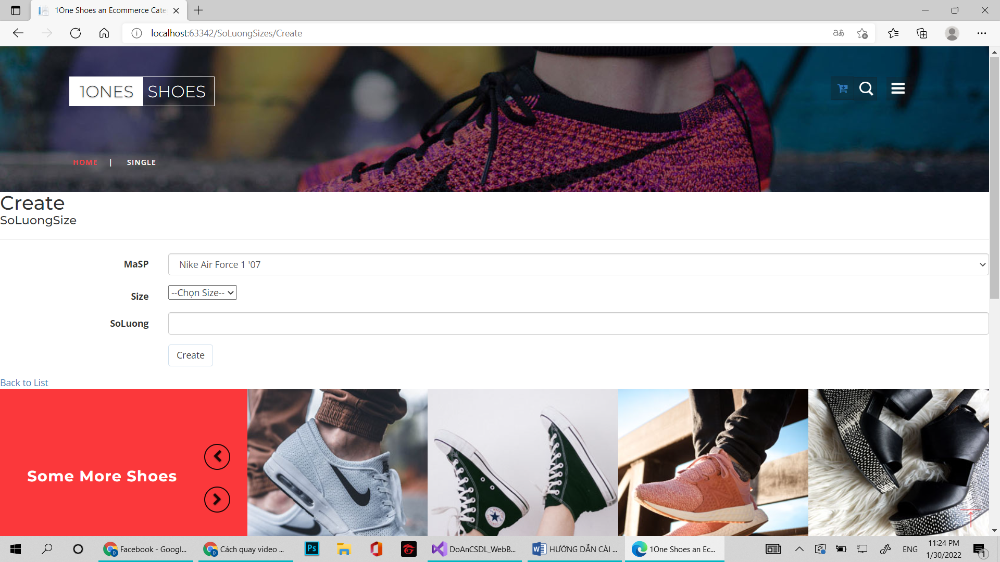 1One Shoes an Ecommerce Cate
localhost:63342/SoLuongSizes/Create
1ONES SHOES
HOME | SINGLE
Create
SoLuongSize
MaSP
Nike Air Force 1 '07
Size
--Chọn Size--
SoLuong
Create
Back to List
Some More Shoes
Facebook - Googl...
Cách quay video ...
Ps
DoAnCSDL_WebB...
HƯỚNG DẪN CÀI ...
1One Shoes an Ec...
ENG
11:24 PM
1/30/2022
1